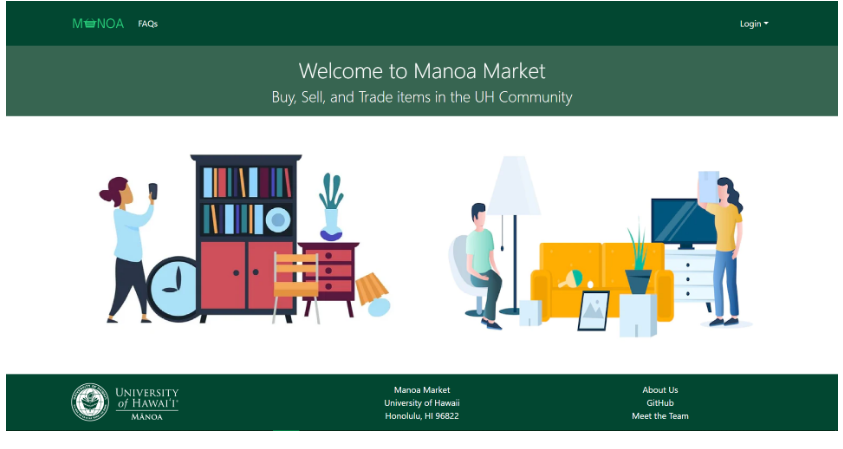 MANOA
FAQs
Login
Welcome to Manoa Market
Buy, Sell, and Trade items in the UH Community
UNIVERSITY
of HAWAIʻI®
MĀNOA
Manoa Market
University of Hawaii
Honolulu, HI 96822
About Us
GitHub
Meet the Team